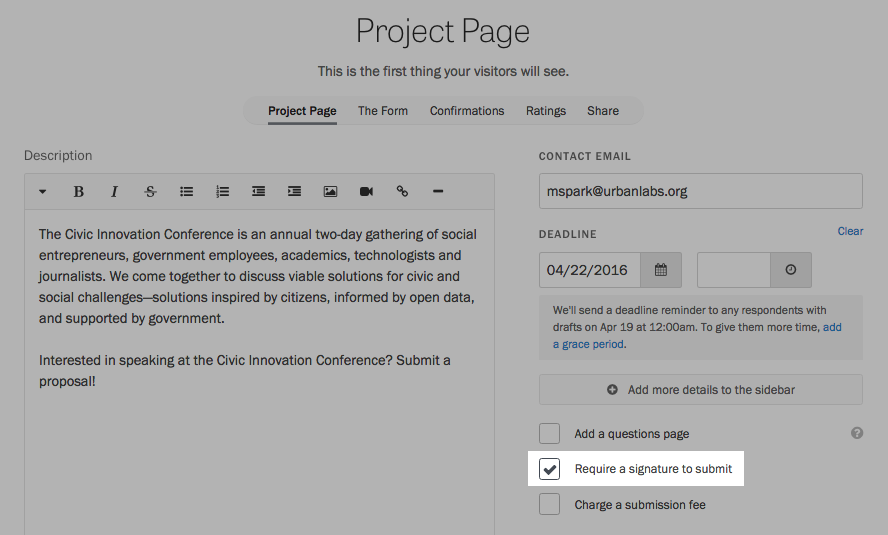 Project Page
This is the first thing your visitors will see.
Project Page The Form Confirmations Ratings Share
Description
B I S
The Civic Innovation Conference is an annual two-day gathering of social
entrepreneurs, government employees, academics, technologists and
journalists. We come together to discuss viable solutions for civic and
social challenges—solutions inspired by citizens, informed by open data,
and supported by government.
Interested in speaking at the Civic Innovation Conference? Submit a
proposal!
CONTACT EMAIL
mspark@urbanlabs.org
DEADLINE Clear
04/22/2016
We'll send a deadline reminder to any respondents with
drafts on Apr 19 at 12:00am. To give them more time, add
a grace period.
Add more details to the sidebar
Add a questions page ?
Require a signature to submit
Charge a submission fee